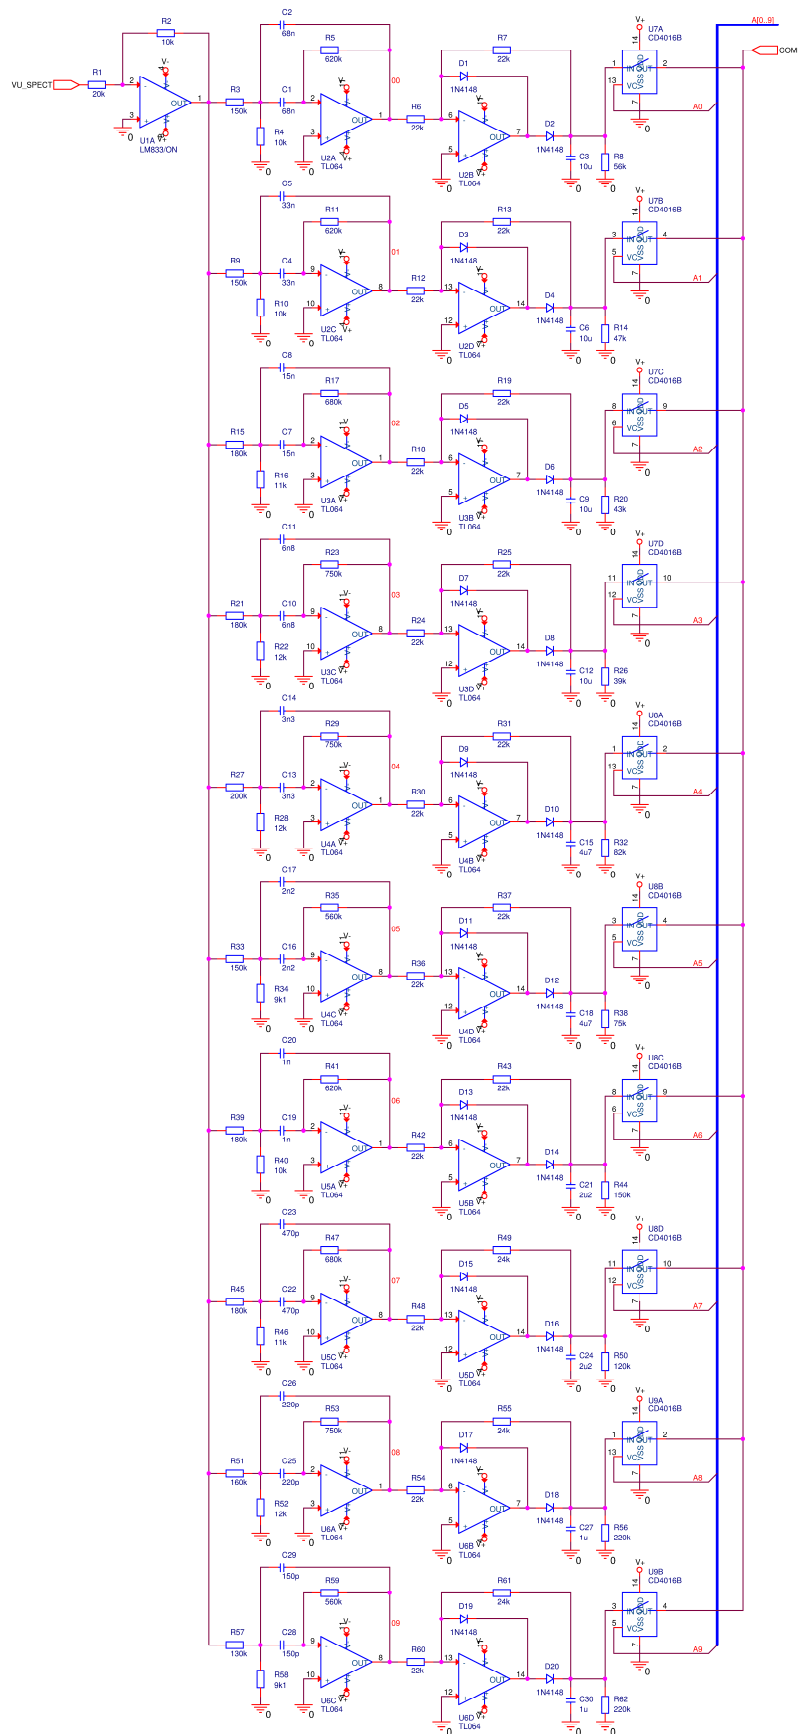 A[0..9]
COM
VU_SPECT
R1
20k
R2
10k
U1A
LM833/ON
C2
68n
R5
620k
00
R3
150k
C1
68n
R4
10k
U2A
TL064
22k
R7
22k
D1
1N4148
U2B
TL064
D2
1N4148
C3
10u
R8
56k
U7A
CD4016B
A0
33n
R11
620k
01
R9
150k
C4
33n
R10
10k
U2C
TL064
R12
22k
R13
22k
D3
1N4148
U2D
TL064
D4
1N4148
C6
10u
R14
47k
U7B
CD4016B
A1
C8
15n
R17
680k
02
R15
180k
C7
15n
R16
11k
U3A
TL064
22k
R19
22k
D5
1N4148
U3B
TL064
D6
1N4148
C9
10u
R20
43k
U7C
CD4016B
A2
C11
6n8
R23
750k
03
R21
180k
C10
6n8
R22
12k
U3C
TL064
R24
22k
R25
22k
D7
1N4148
U3D
TL064
D8
1N4148
C12
10u
R26
39k
U7D
CD4016B
A3
C14
3n3
R29
750k
04
R27
200k
C13
3n3
R28
12k
U4A
TL064
R30
22k
R31
22k
D9
1N4148
U4B
TL064
D10
1N4148
C15
4u7
R32
82k
CD4016B
A4
C17
2n2
R35
560k
05
R33
150k
C16
2n2
R34
9k1
U4C
TL064
R36
22k
R37
22k
D11
1N4148
U4D
TL064
D12
1N4148
C18
4u7
R38
75k
U8B
CD4016B
A5
C20
1n
R41
620k
06
R39
180k
C19
1n
R40
10k
U5A
TL064
R42
22k
R43
22k
D13
1N4148
U5B
TL064
D14
1N4148
C21
2u2
R44
150k
U8C
CD4016B
A6
C23
470p
R47
680k
07
R45
180k
C22
470p
R46
11k
U5C
TL064
R48
22k
R49
24k
D15
1N4148
U5D
TL064
D16
1N4148
C24
2u2
R50
120k
U8D
CD4016B
A7
C26
220p
R53
750k
08
R51
160k
C25
220p
R52
12k
U6A
TL064
R54
22k
R55
24k
D17
1N4148
U6B
TL064
D18
1N4148
C27
1u
R56
220k
U9A
CD4016B
A8
C29
150p
R59
560k
09
R57
130k
C28
150p
R58
9k1
U6C
TL064
R60
22k
R61
24k
D19
1N4148
U6D
TL064
D20
1N4148
C30
1u
R62
220k
U9B
CD4016B
A9